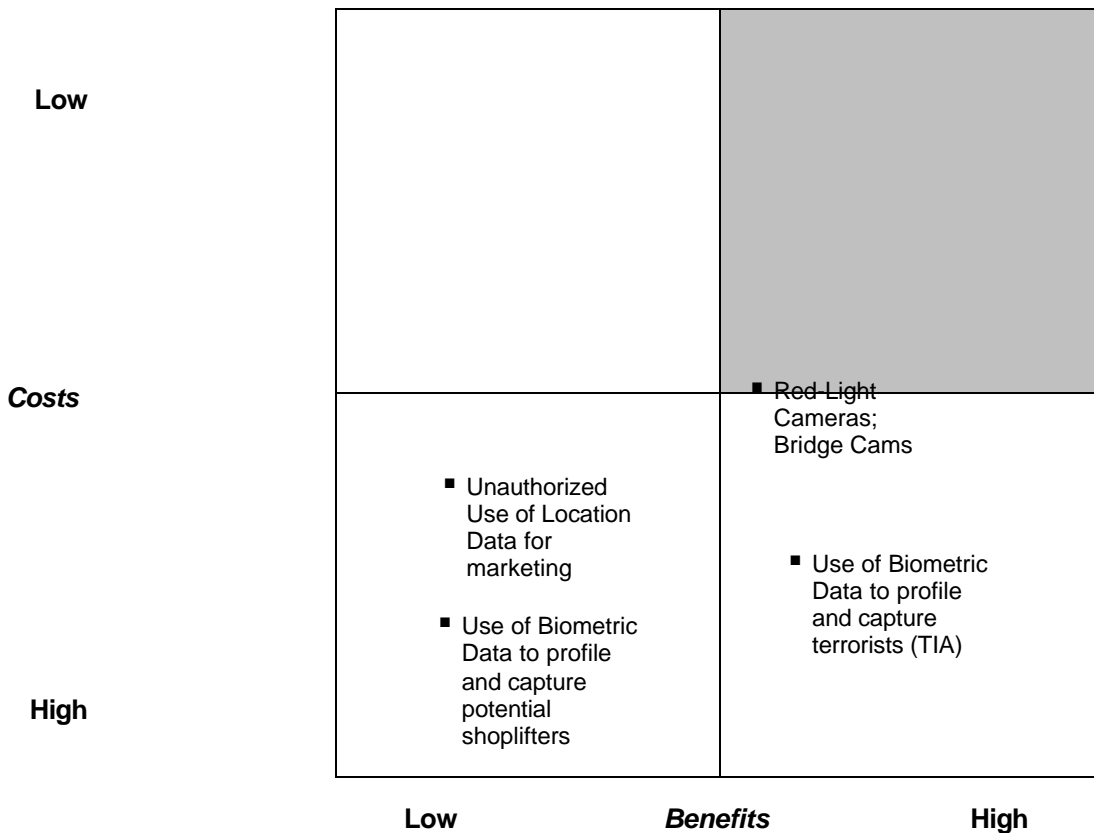 Low
Costs
■ Red-Light
Cameras;
Bridge Cams
■ Unauthorized
Use of Location
Data for
marketing
■ Use of Biometric
Data to profile
and capture
terrorists (TIA)
■ Use of Biometric
Data to profile
and capture
potential
shoplifters
High
Low Benefits High